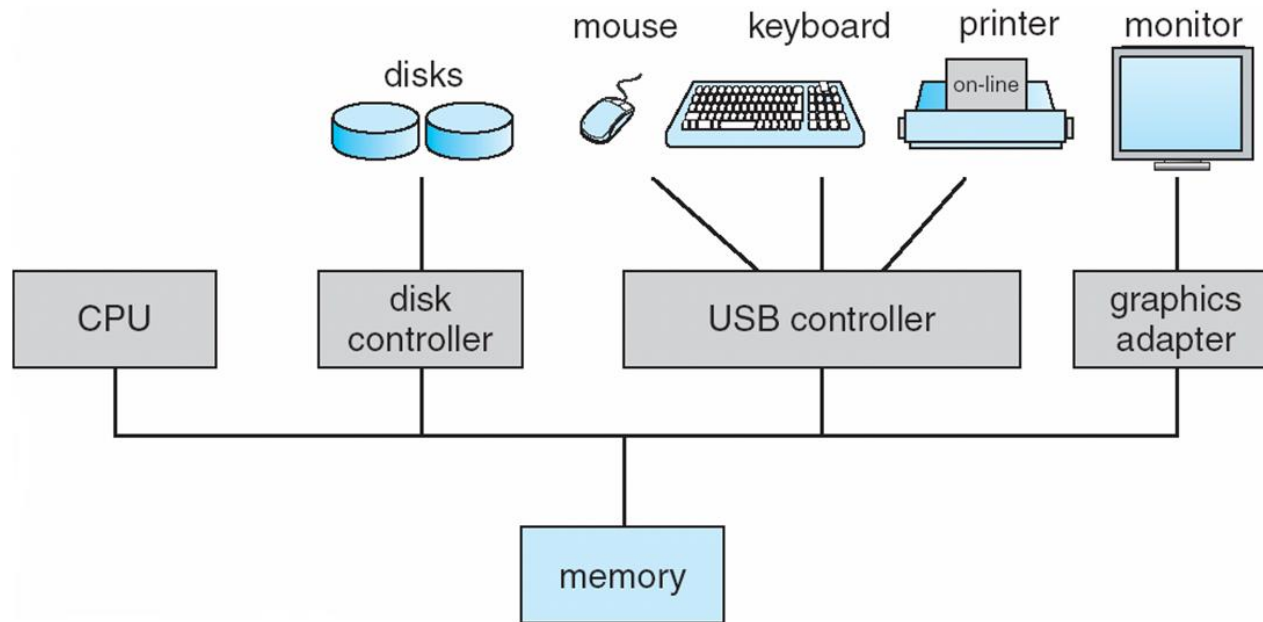 mouse
keyboard
printer
monitor
disks
on-line
CPU
disk
controller
USB controller
graphics
adapter
memory